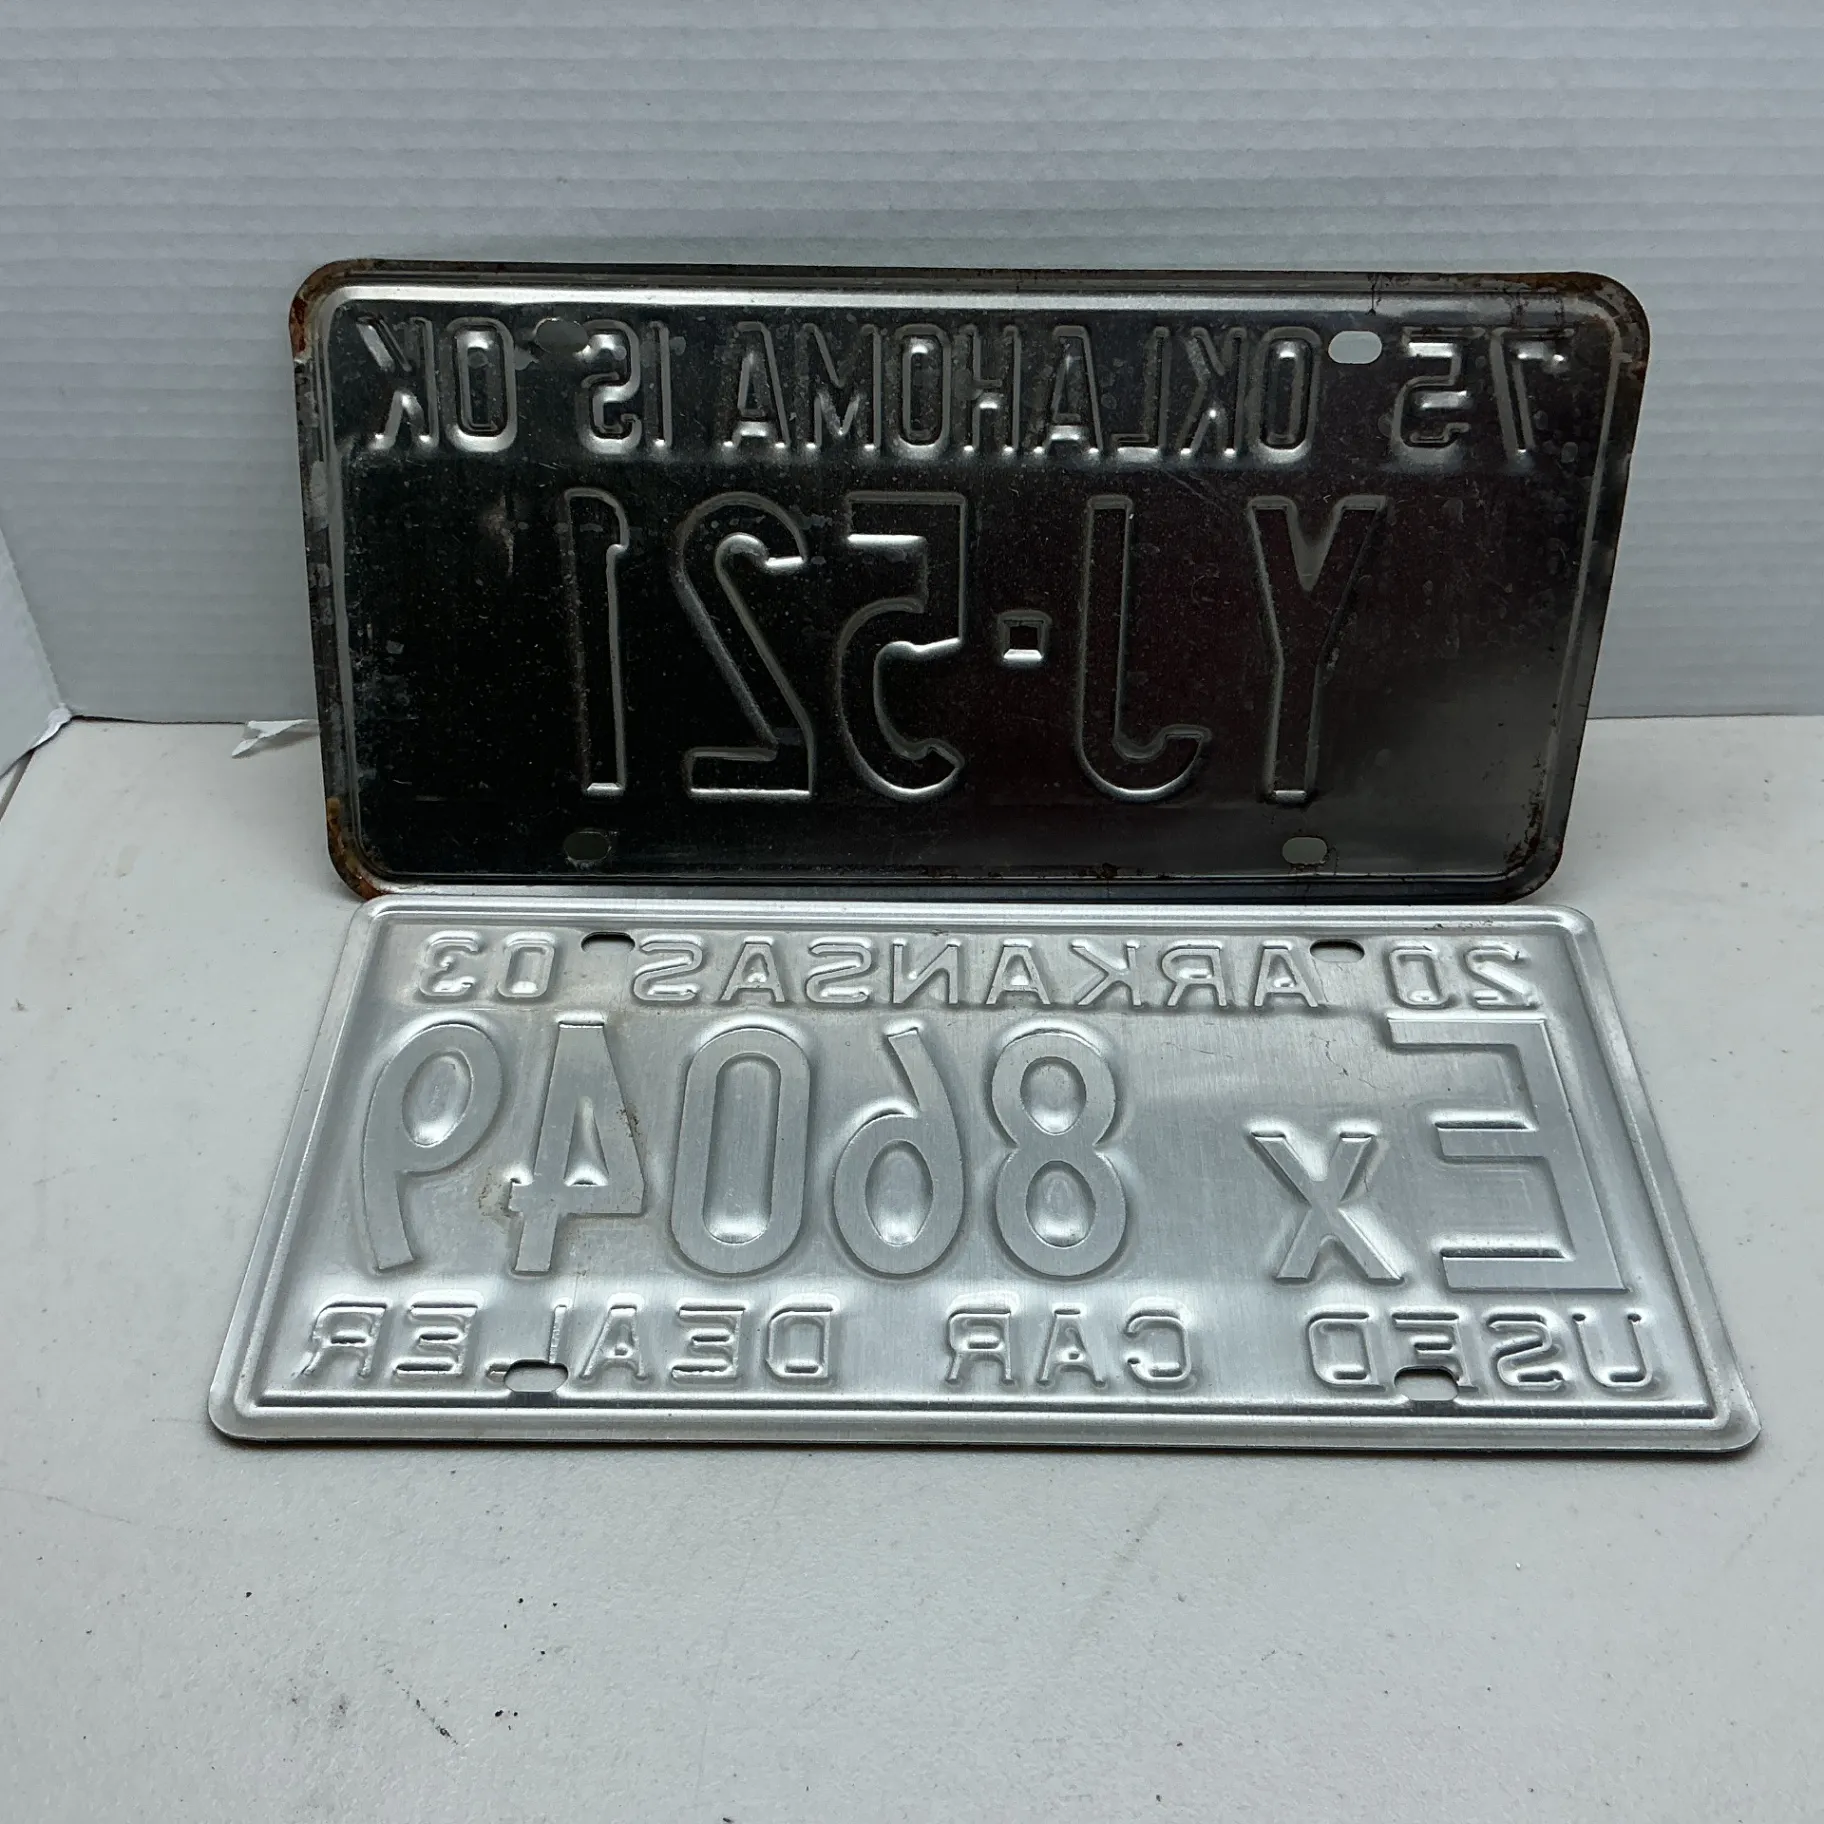 75 OKLAHOMA IS OK
YJ-521
20 ARKANSAS 03
EX 86049
USED CAR DEALER